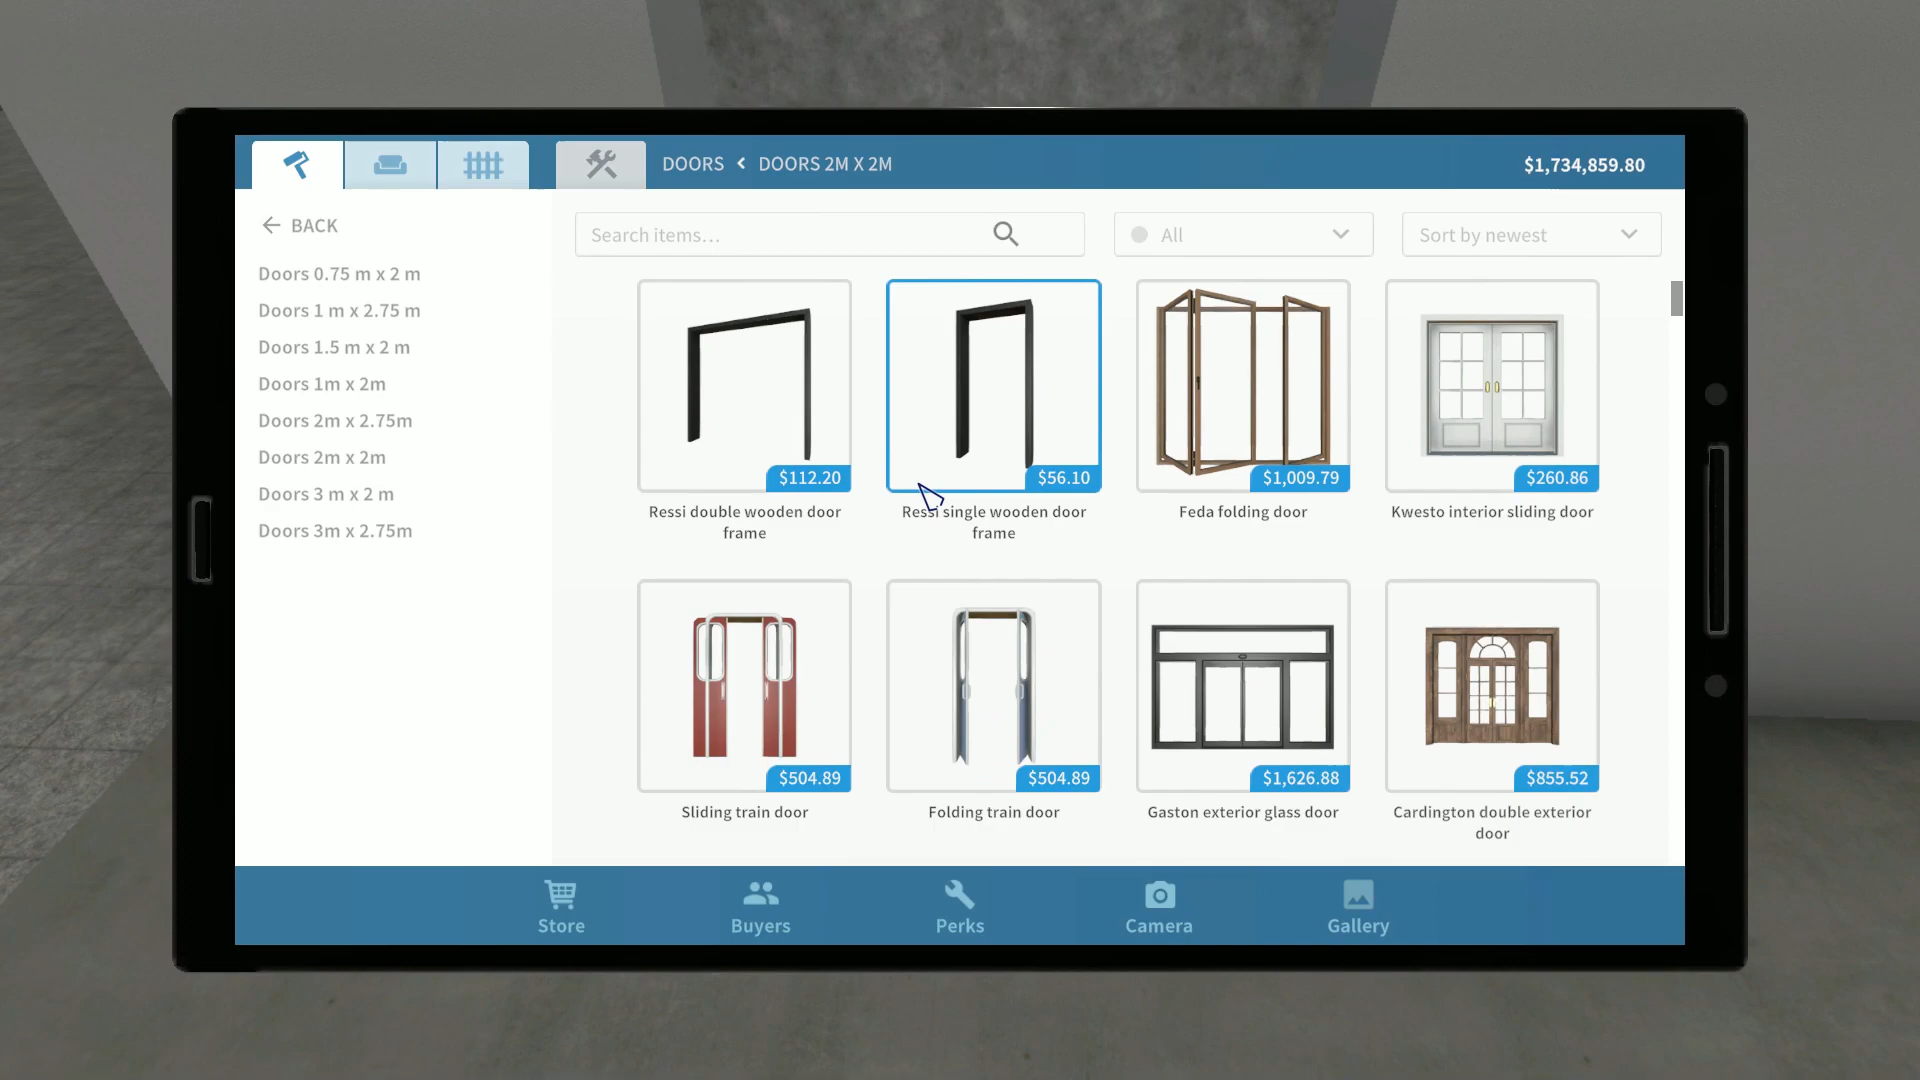 DOORS < DOORS 2M X 2M
$1,734,859.80
BACK
Search items...
All
Sort by newest
Doors 0.75 m x 2 m
Doors 1 m x 2.75 m
Doors 1.5 m x 2 m
Doors 1m x 2m
Doors 2m x 2.75m
Doors 2m x 2m
Doors 3 m x 2 m
Doors 3m x 2.75m
$112.20
Ressi double wooden door
frame
$56.10
Ressi single wooden door
frame
$1,009.79
Feda folding door
$260.86
Kwesto interior sliding door
$504.89
Sliding train door
$504.89
Folding train door
$1,626.88
Gaston exterior glass door
$855.52
Cardington double exterior
door
Store
Buyers
Perks
Camera
Gallery